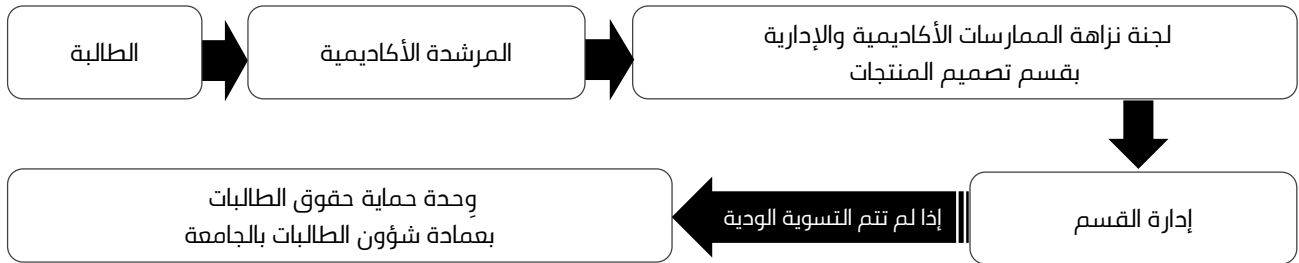 الطالبة
المرشدة الأكاديمية
لجنة نزاهة الممارسات الأكاديمية والإدارية
بقسم تصميم المنتجات
إدارة القسم
إذا لم تتم التسوية الودية
وِحدة حماية حقوق الطالبات
بعمادة شؤون الطالبات بالجامعة